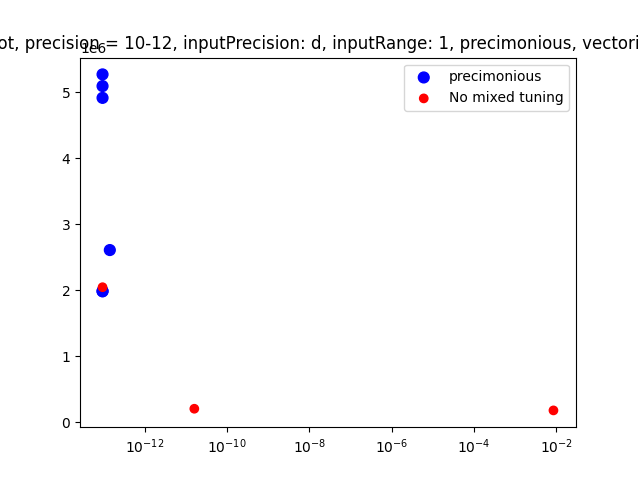 ot, precision = 10-12, inputPrecision: d, inputRange: 1, precimonious, vectori
1e6
precimonious
No mixed tuning
5
4
3
2
1
0
10⁻¹² 10⁻¹⁰ 10⁻⁸ 10⁻⁶ 10⁻⁴ 10⁻²